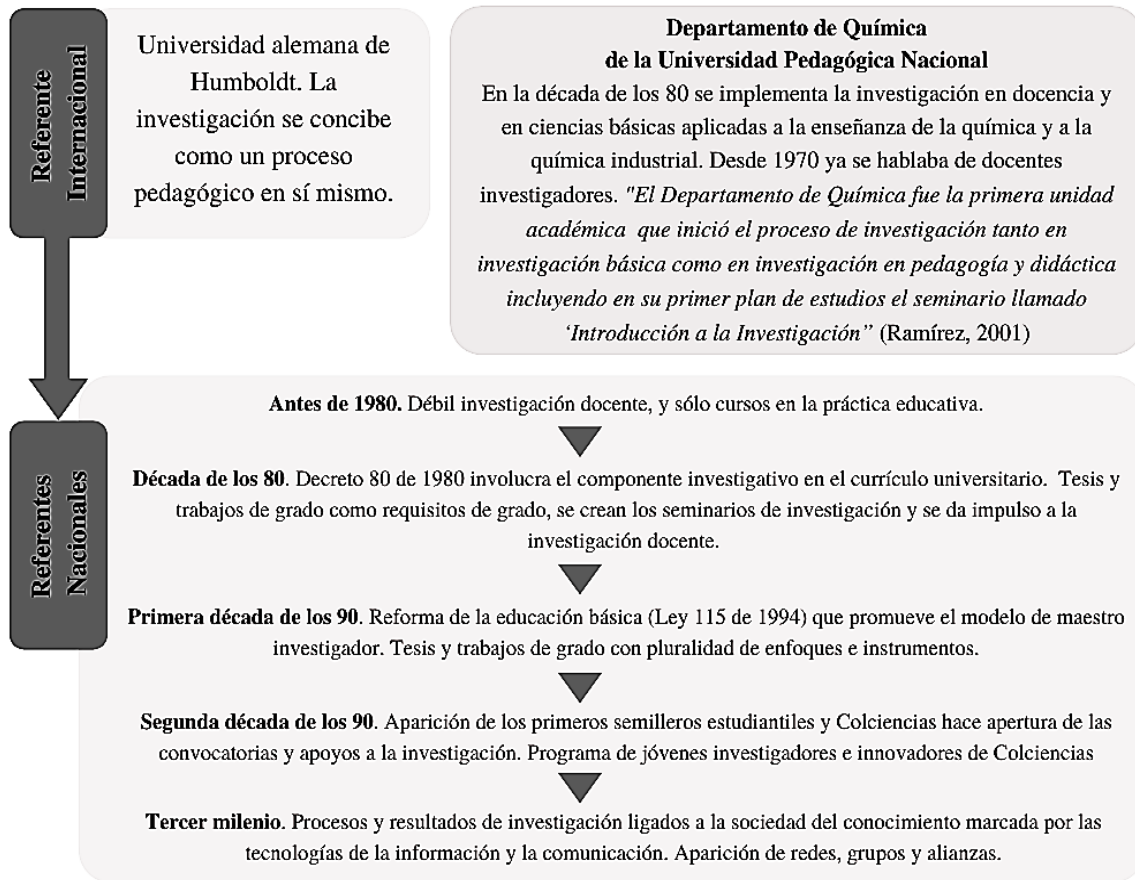 Referente
Internacional
Universidad alemana de
Humboldt. La
investigación se concibe
como un proceso
pedagógico en sí mismo.
Departamento de Química
de la Universidad Pedagógica Nacional
En la década de los 80 se implementa la investigación en docencia y
en ciencias básicas aplicadas a la enseñanza de la química y a la
química industrial. Desde 1970 ya se hablaba de docentes
investigadores. "El Departamento de Química fue la primera unidad
académica que inició el proceso de investigación tanto en
investigación básica como en investigación en pedagogía y didáctica
incluyendo en su primer plan de estudios el seminario llamado
‘Introducción a la Investigación” (Ramírez, 2001)
Referentes
Nacionales
Antes de 1980. Débil investigación docente, y sólo cursos en la práctica educativa.
Década de los 80. Decreto 80 de 1980 involucra el componente investigativo en el currículo universitario. Tesis y
trabajos de grado como requisitos de grado, se crean los seminarios de investigación y se da impulso a la
investigación docente.
Primera década de los 90. Reforma de la educación básica (Ley 115 de 1994) que promueve el modelo de maestro
investigador. Tesis y trabajos de grado con pluralidad de enfoques e instrumentos.
Segunda década de los 90. Aparición de los primeros semilleros estudiantiles y Colciencias hace apertura de las
convocatorias y apoyos a la investigación. Programa de jóvenes investigadores e innovadores de Colciencias
Tercer milenio. Procesos y resultados de investigación ligados a la sociedad del conocimiento marcada por las
tecnologías de la información y la comunicación. Aparición de redes, grupos y alianzas.